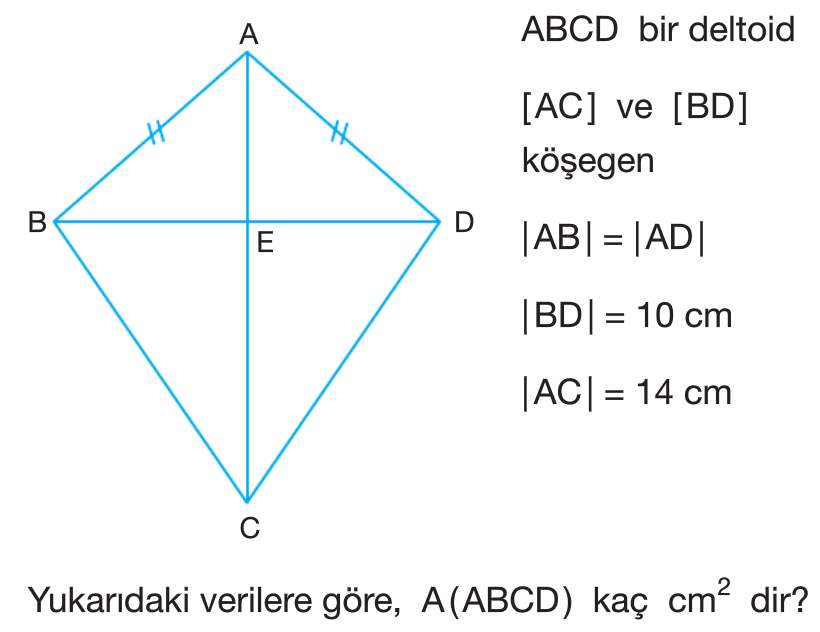 A
B
D
E
C
ABCD bir deltoid
[AC] ve [BD]
köşegen
|AB| = |AD|
|BD| = 10 cm
|AC| = 14 cm
Yukarıdaki verilere göre, A(ABCD) kaç cm² dir?